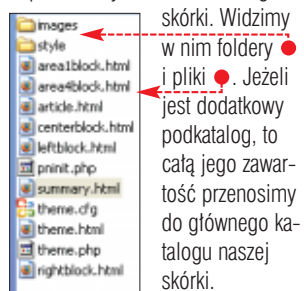 images
style
area1block.html
area4block.html
article.html
centerblock.html
leftblock.html
pninit.php
summary.html
theme.cfg
theme.html
theme.php
rightblock.html
skórki. Widzimy
w nim foldery
i pliki . Jeżeli
jest dodatkowy
podkatalog, to
całą jego zawar-
tość przenosimy
do głównego ka-
talogu naszej
skórki.